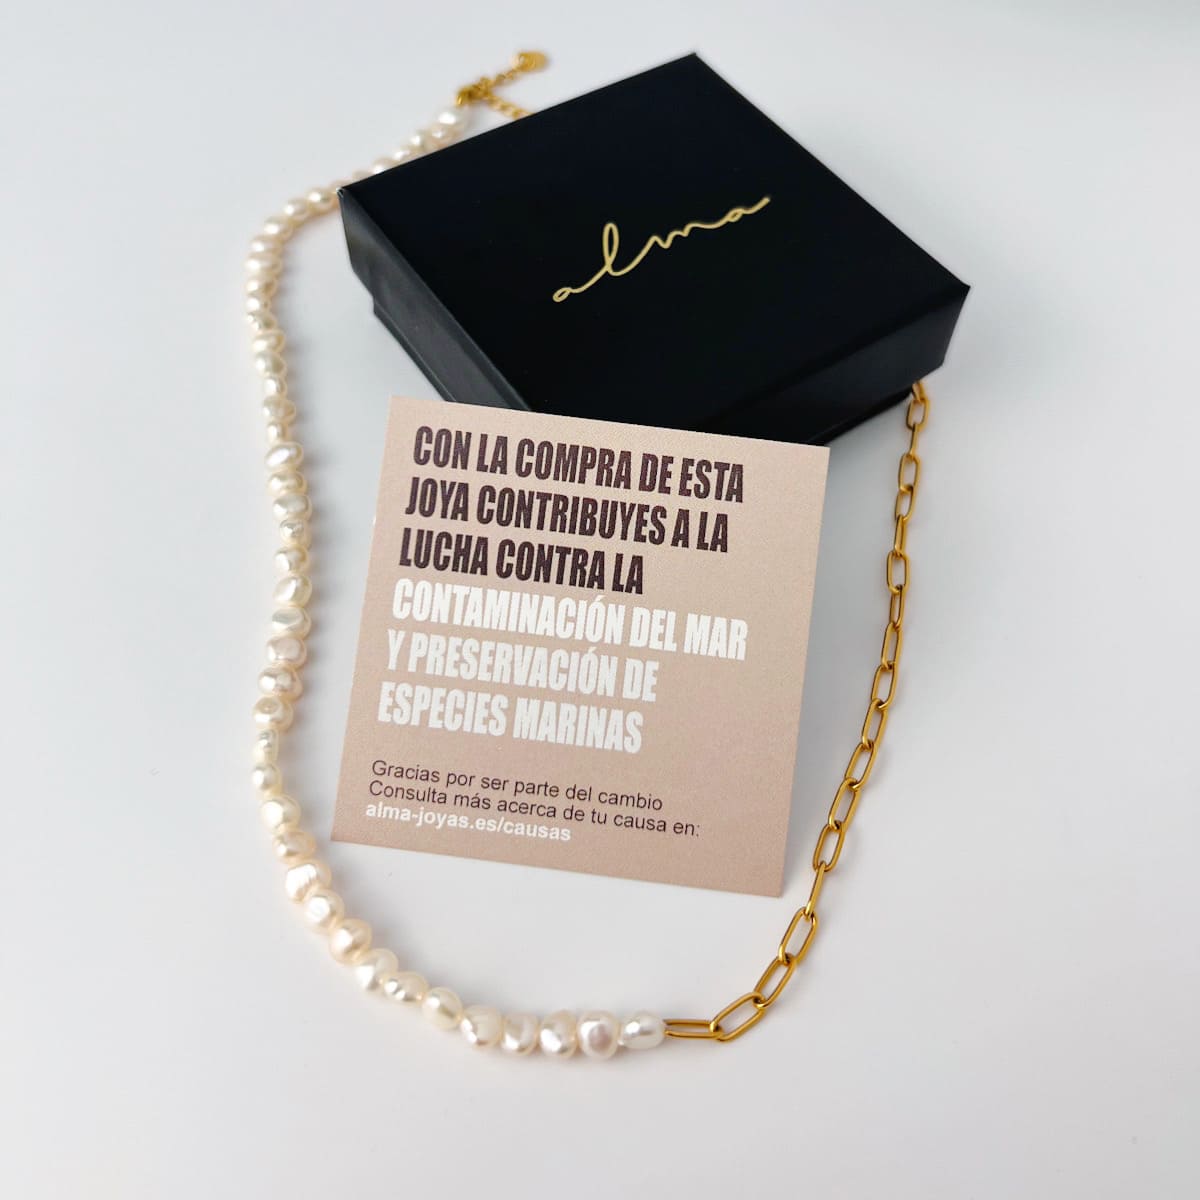 alma
CON LA COMPRA DE ESTA
JOYA CONTRIBUYES A LA
LUCHA CONTRA LA
CONTAMINACIÓN DEL MAR
Y PRESERVACIÓN DE
ESPECIES MARINAS
Gracias por ser parte del cambio
Consulta más acerca de tu causa en:
alma-joyas.es/causas